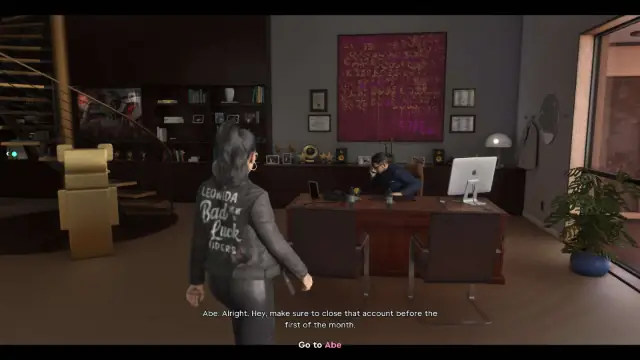 LEONIDA
Bad
Luck
RIDERS
Abe: Alright. Hey, make sure to close that account before the
first of the month.
Go to Abe